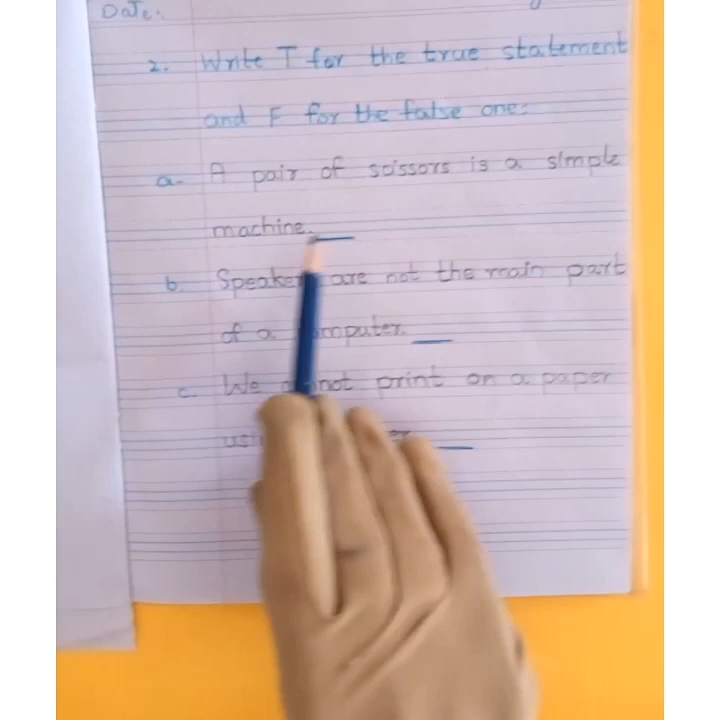 Date:
2. Write T for the true statement
and F for the false one:
a. A pair of scissors is a simple
machine.
b. Speaker are not the main part
of a computer.
c. We not print on a paper